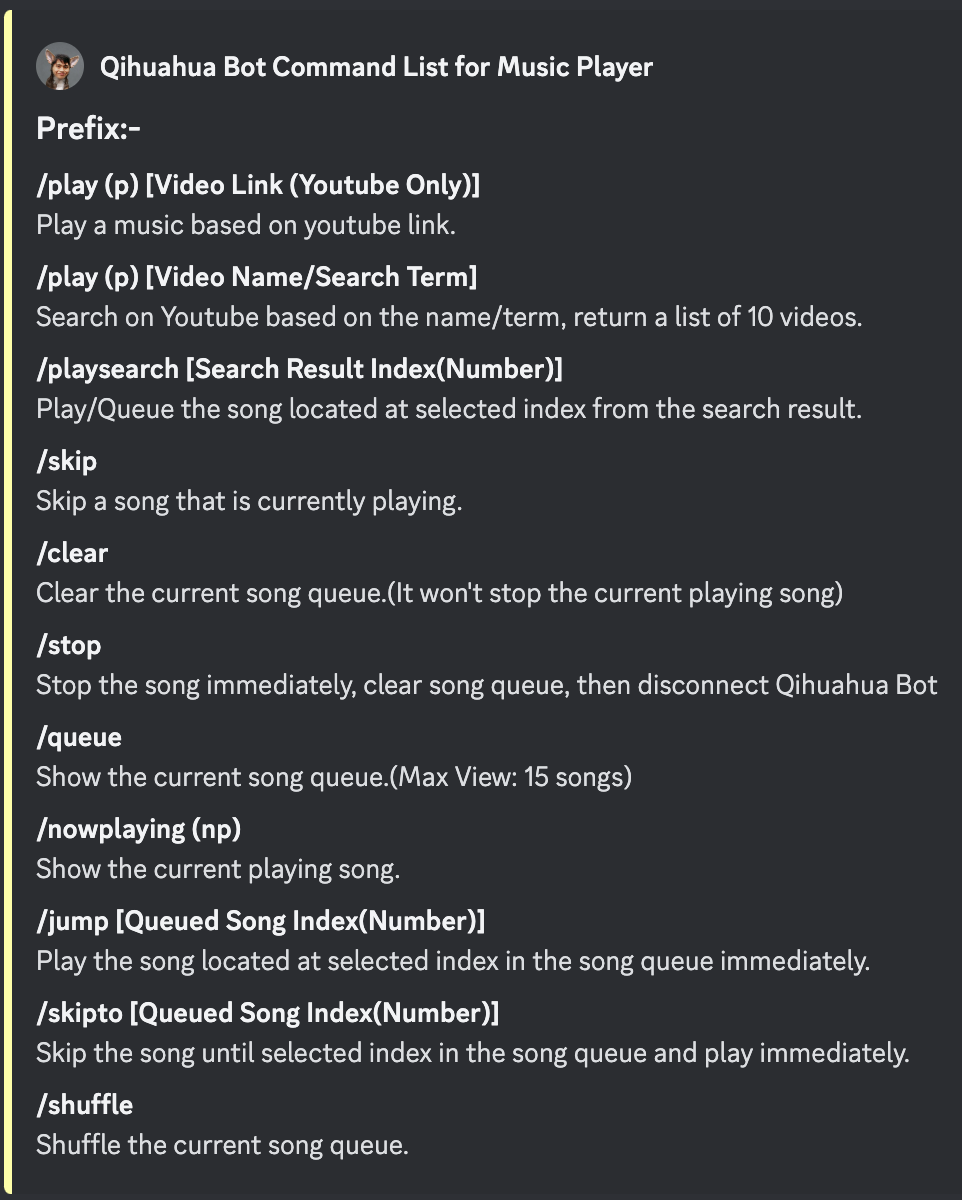 Qihuahua Bot Command List for Music Player
Prefix:-
/play (p) [Video Link (Youtube Only)]
Play a music based on youtube link.
/play (p) [Video Name/Search Term]
Search on Youtube based on the name/term, return a list of 10 videos.
/playsearch [Search Result Index(Number)]
Play/Queue the song located at selected index from the search result.
/skip
Skip a song that is currently playing.
/clear
Clear the current song queue.(It won't stop the current playing song)
/stop
Stop the song immediately, clear song queue, then disconnect Qihuahua Bot
/queue
Show the current song queue.(Max View: 15 songs)
/nowplaying (np)
Show the current playing song.
/jump [Queued Song Index(Number)]
Play the song located at selected index in the song queue immediately.
/skipto [Queued Song Index(Number)]
Skip the song until selected index in the song queue and play immediately.
/shuffle
Shuffle the current song queue.